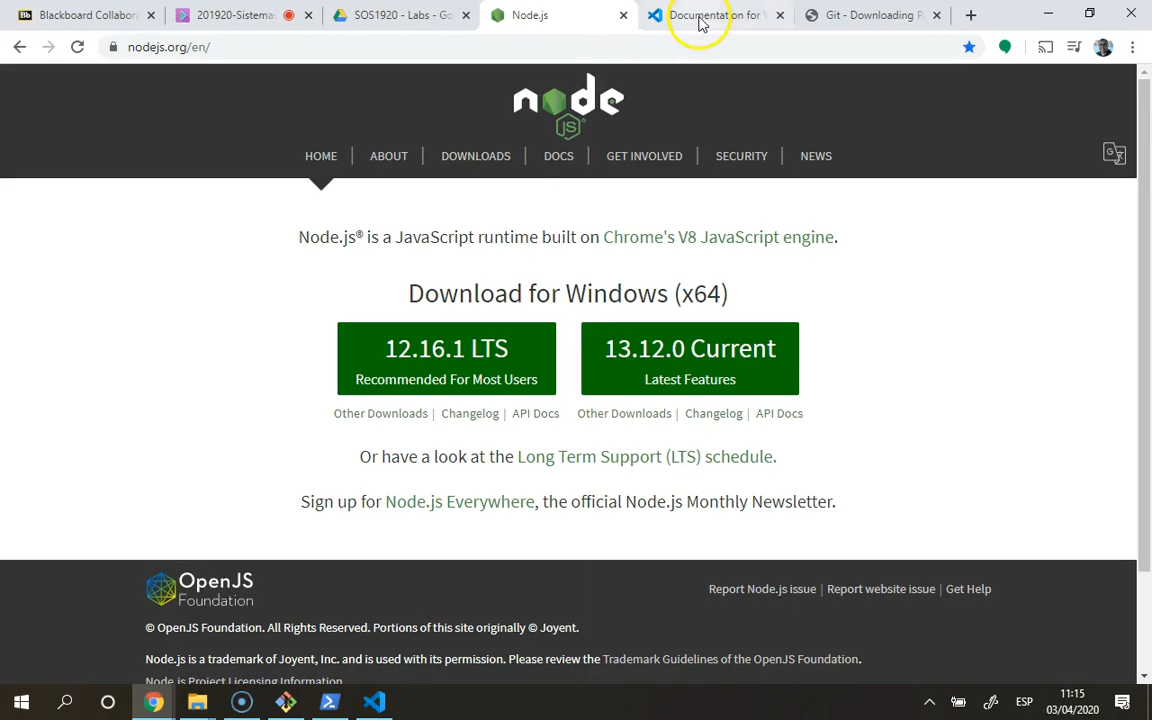 Bb Blackboard Collabor
201920-Sistemas
SOS1920 - Labs - Go
Node.js
Documentation for V
Git - Downloading P
nodejs.org/en/
node
JS
HOME | ABOUT | DOWNLOADS | DOCS | GET INVOLVED | SECURITY | NEWS
Node.js® is a JavaScript runtime built on Chrome's V8 JavaScript engine.
Download for Windows (x64)
12.16.1 LTS
Recommended For Most Users
13.12.0 Current
Latest Features
Other Downloads | Changelog | API Docs
Other Downloads | Changelog | API Docs
Or have a look at the Long Term Support (LTS) schedule.
Sign up for Node.js Everywhere, the official Node.js Monthly Newsletter.
OpenJS
Foundation
Report Node.js issue | Report website issue | Get Help
© OpenJS Foundation. All Rights Reserved. Portions of this site originally © Joyent.
Node.js is a trademark of Joyent, Inc. and is used with its permission. Please review the Trademark Guidelines of the OpenJS Foundation.
Node.js Project Licensing Information.
ESP
11:15
03/04/2020